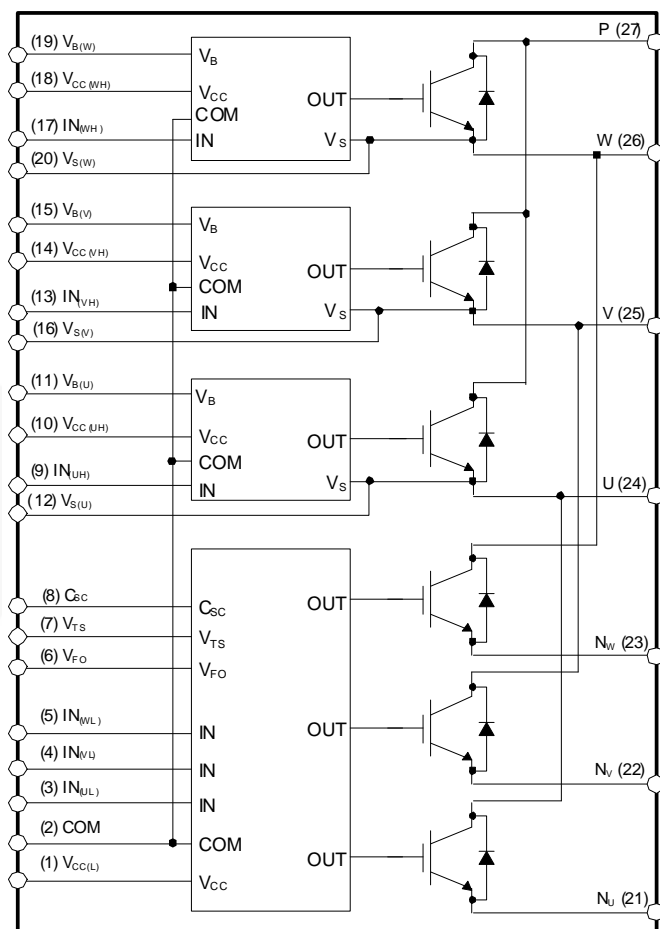 (19) VB(W)
VB
P (27)
(18) VCC(WH)
VCC
COM
OUT
(17) IN(WH)
IN
VS
W (26)
(20) VS(W)
(15) VB(V)
VB
(14) VCC(VH)
VCC
OUT
COM
(13) IN(VH)
IN
VS
V (25)
(16) VS(V)
(11) VB(U)
VB
(10) VCC(UH)
VCC
OUT
COM
(9) IN(UH)
IN
VS
U (24)
(12) VS(U)
(8) CSC
CSC
OUT
(7) VTS
VTS
NW (23)
(6) VFO
VFO
(5) IN(WL)
IN
OUT
(4) IN(VL)
IN
NV (22)
(3) IN(UL)
IN
(2) COM
COM
OUT
(1) VCC(L)
VCC
NU (21)